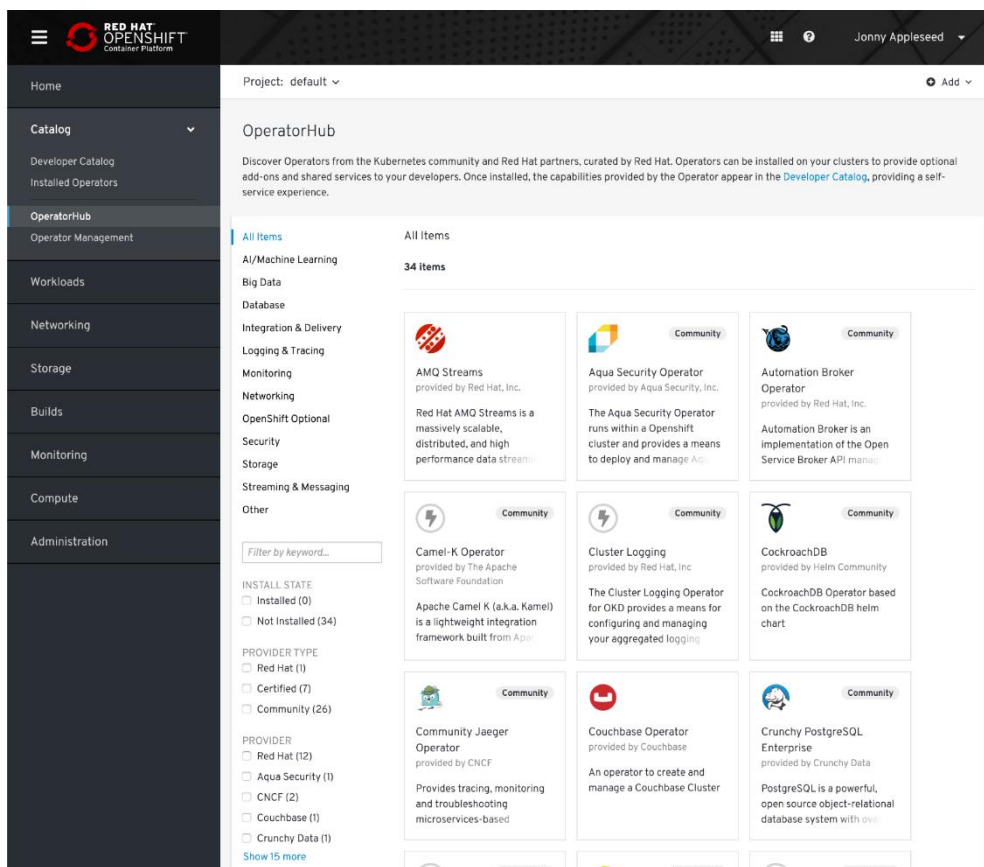 RED HAT
OPENSHIFT
Container Platform
Jonny Appleseed
Home
Catalog
Developer Catalog
Installed Operators
OperatorHub
Operator Management
Workloads
Networking
Storage
Builds
Monitoring
Compute
Administration
Project: default
Add
OperatorHub
Discover Operators from the Kubernetes community and Red Hat partners, curated by Red Hat. Operators can be installed on your clusters to provide optional
add-ons and shared services to your developers. Once installed, the capabilities provided by the Operator appear in the Developer Catalog, providing a self-
service experience.
All Items
AI/Machine Learning
Big Data
Database
Integration & Delivery
Logging & Tracing
Monitoring
Networking
OpenShift Optional
Security
Storage
Streaming & Messaging
Other
Filter by keyword...
INSTALL STATE
Installed (0)
Not Installed (34)
PROVIDER TYPE
Red Hat (1)
Certified (7)
Community (26)
PROVIDER
Red Hat (12)
Aqua Security (1)
CNCF (2)
Couchbase (1)
Crunchy Data (1)
Show 15 more
All Items
34 items
AMQ Streams
provided by Red Hat, Inc.
Red Hat AMQ Streams is a
massively scalable,
distributed, and high
performance data
Community
Aqua Security Operator
provided by Aqua Security, Inc.
The Aqua Security Operator
runs within a Openshift
cluster and provides a means
to deploy and manage
Community
Automation Broker
Operator
provided by Red Hat, Inc.
Automation Broker is an
implementation of the Open
Service Broker API
Community
Camel-K Operator
provided by The Apache
Software Foundation
Apache Camel K (a.k.a. Kamel)
is a lightweight integration
framework built from
Community
Cluster Logging
provided by Red Hat, Inc
The Cluster Logging Operator
for OKD provides a means for
configuring and managing
your aggregated logging
Community
CockroachDB
provided by Helm Community
CockroachDB Operator based
on the CockroachDB helm
chart
Community
Community Jaeger
Operator
provided by CNCF
Provides tracing, monitoring
and troubleshooting
microservices-based
Couchbase Operator
provided by Couchbase
An operator to create and
manage a Couchbase Cluster
Community
Crunchy PostgreSQL
Enterprise
provided by Crunchy Data
PostgreSQL is a powerful,
open source object-relational
database system with